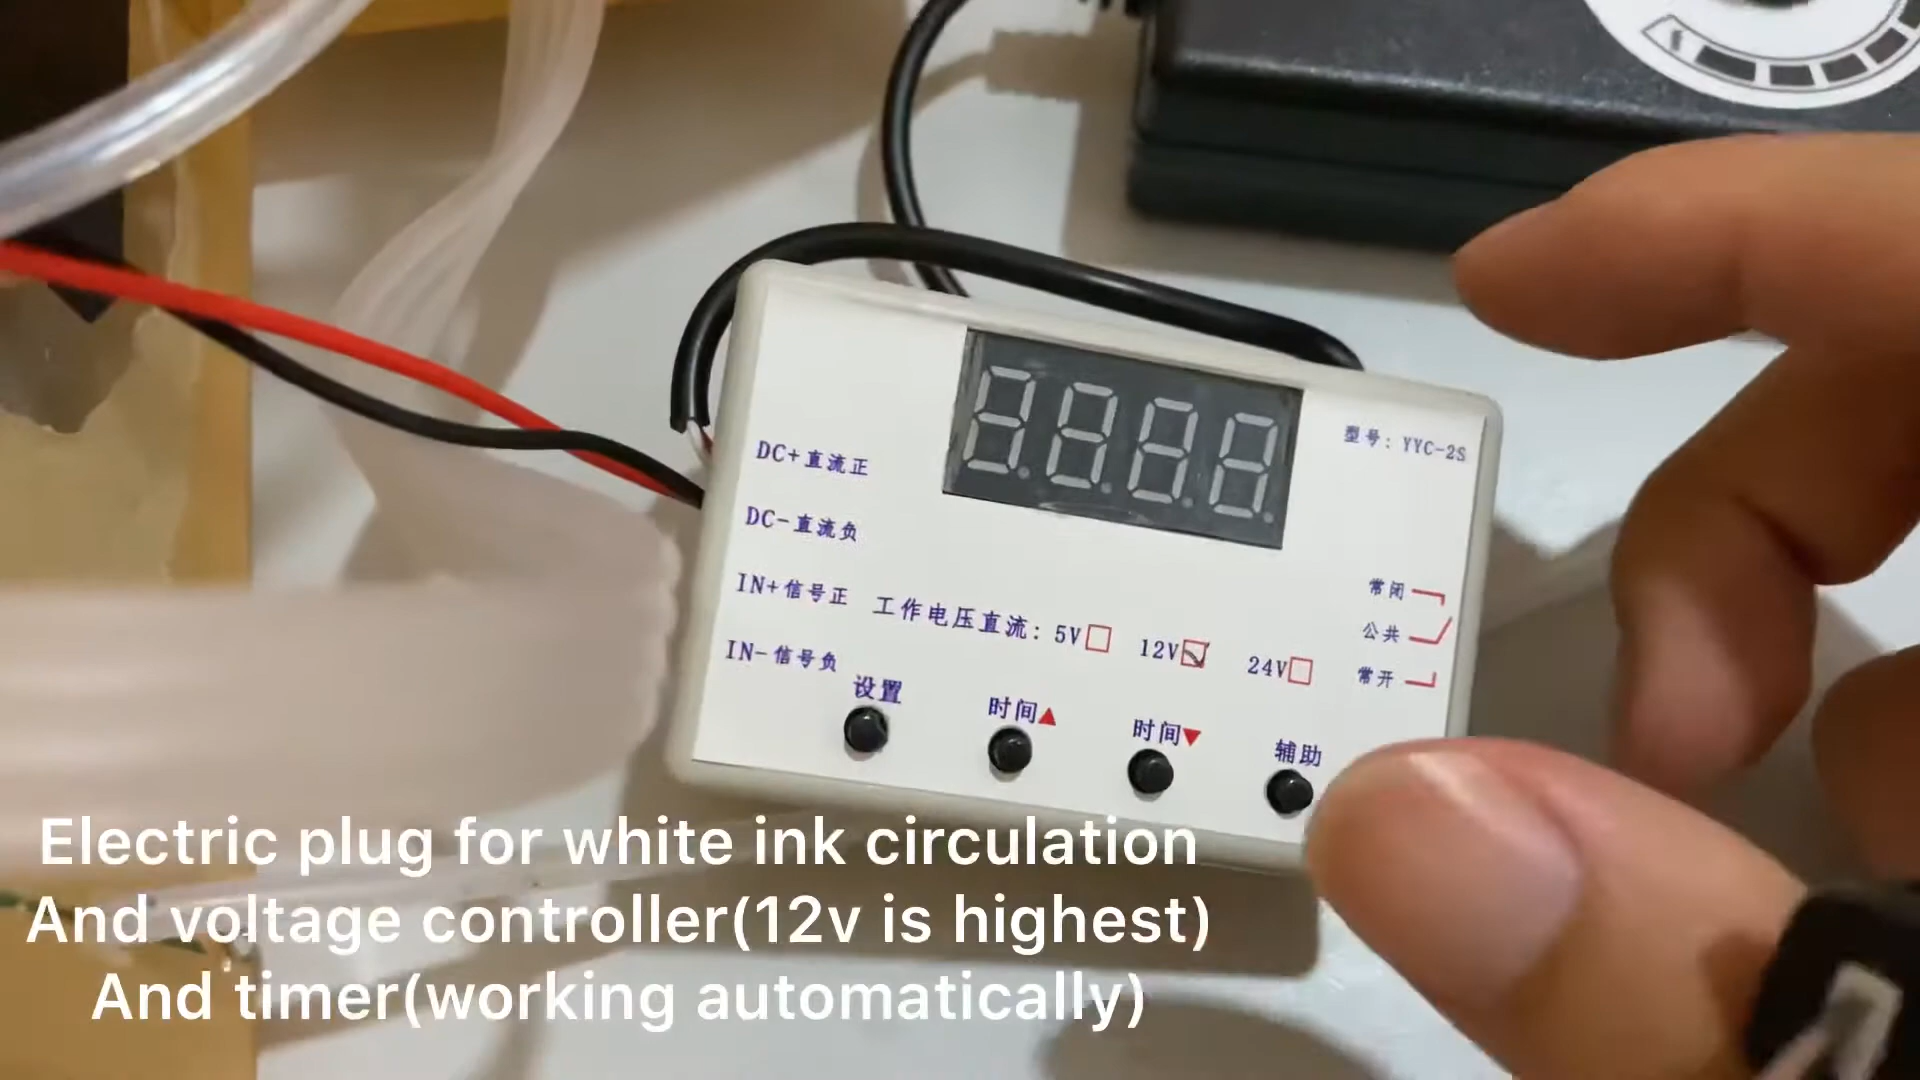 型号: YYC-2S
DC+直流正
DC-直流负
IN+信号正
IN-信号负
工作电压直流: 5V 12V 24V
常闭
公共
常开
设置
时间▲
时间▼
辅助
Electric plug for white ink circulation
And voltage controller(12v is highest)
And timer(working automatically)